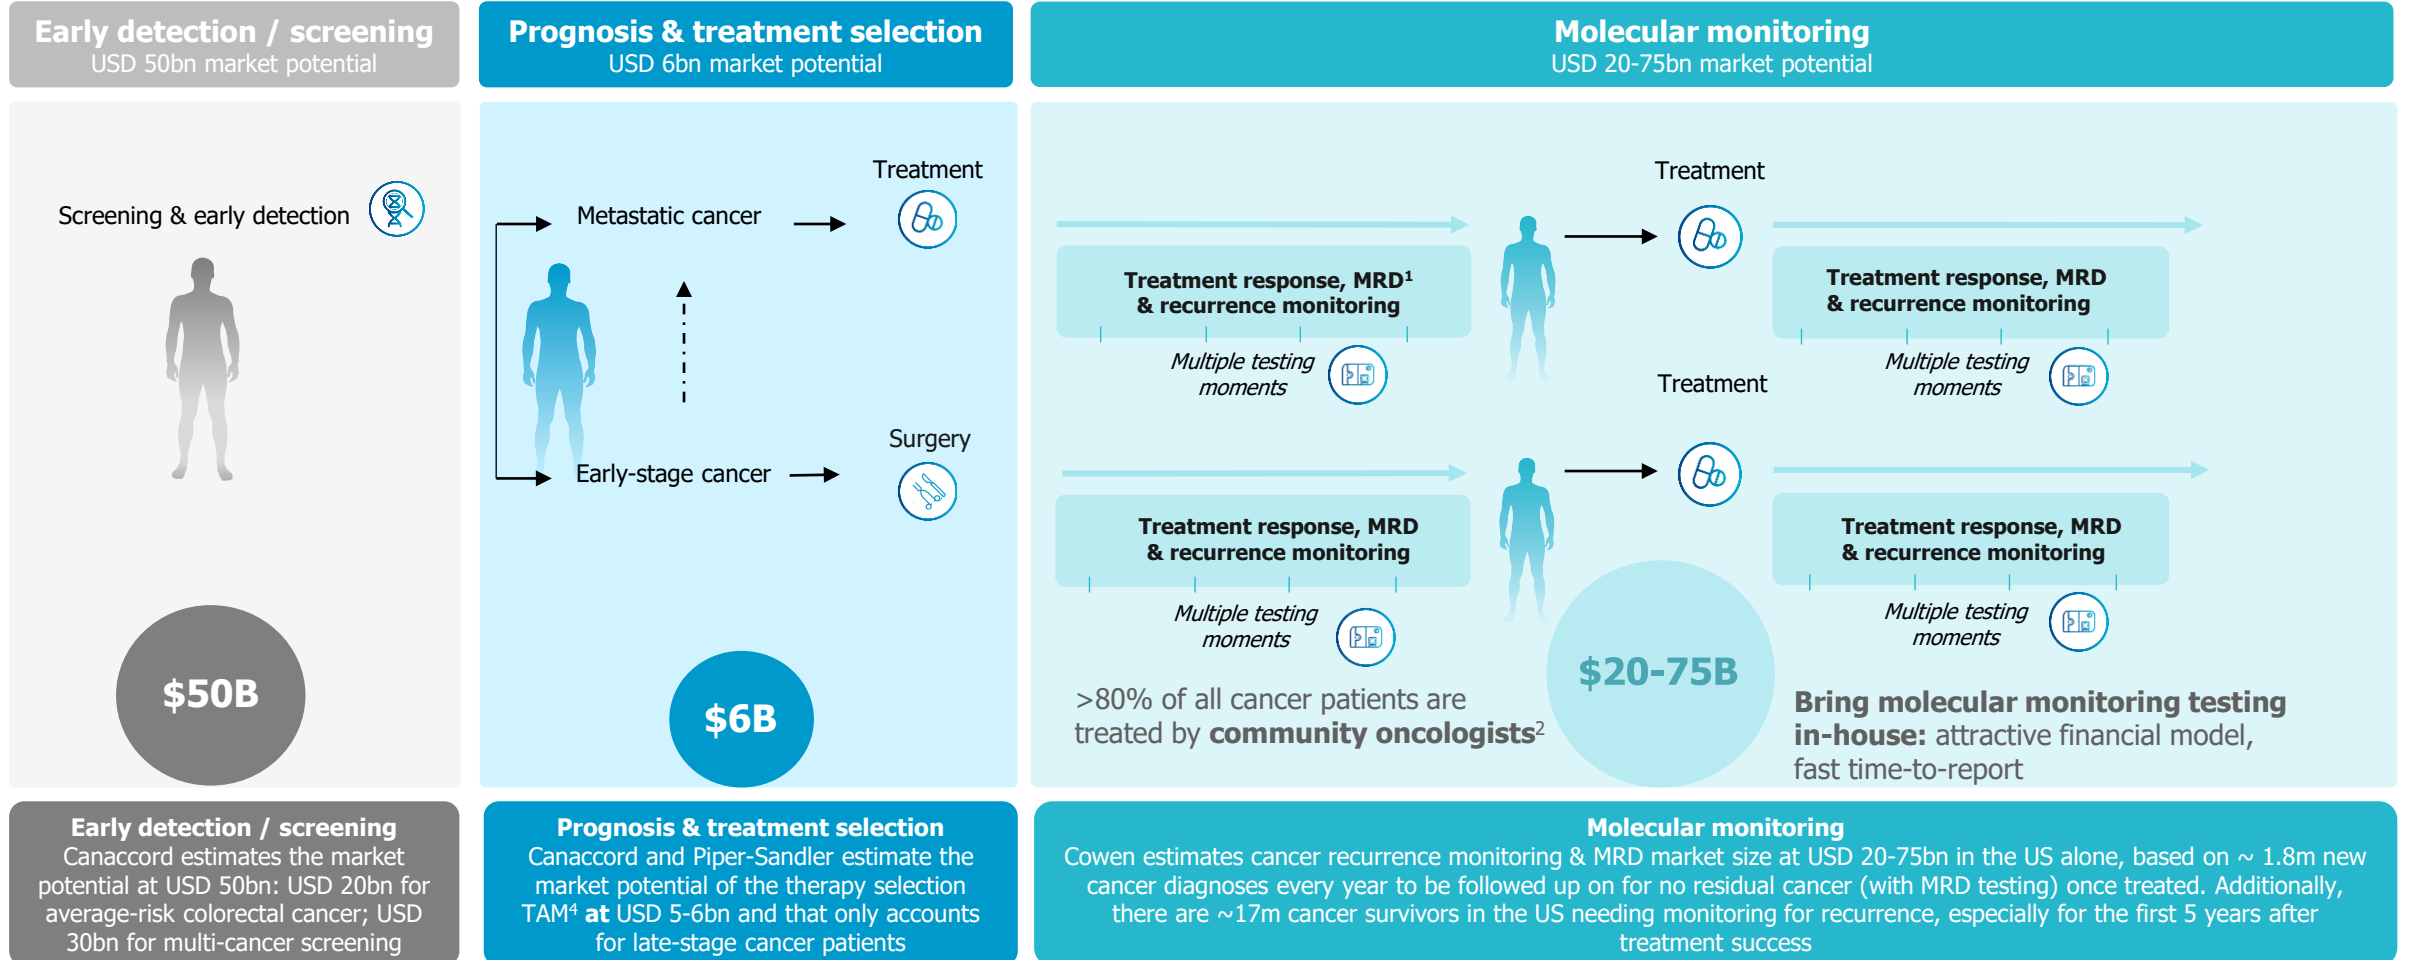 Early detection / screening
USD 50bn market potential
Prognosis & treatment selection
USD 6bn market potential
Molecular monitoring
USD 20-75bn market potential
Screening & early detection
$50B
Treatment
Metastatic cancer
Surgery
Early-stage cancer
$6B
Treatment
Treatment response, MRD¹
& recurrence monitoring
Multiple testing
moments
Treatment response, MRD
& recurrence monitoring
Multiple testing
moments
Treatment
Treatment response, MRD
& recurrence monitoring
Multiple testing
moments
Treatment response, MRD
& recurrence monitoring
Multiple testing
moments
>80% of all cancer patients are
treated by community oncologists²
$20-75B
Bring molecular monitoring testing
in-house: attractive financial model,
fast time-to-report
Early detection / screening
Canaccord estimates the market
potential at USD 50bn: USD 20bn for
average-risk colorectal cancer; USD
30bn for multi-cancer screening
Prognosis & treatment selection
Canaccord and Piper-Sandler estimate the
market potential of the therapy selection
TAM⁴ at USD 5-6bn and that only accounts
for late-stage cancer patients
Molecular monitoring
Cowen estimates cancer recurrence monitoring & MRD market size at USD 20-75bn in the US alone, based on ~ 1.8m new
cancer diagnoses every year to be followed up on for no residual cancer (with MRD testing) once treated. Additionally,
there are ~17m cancer survivors in the US needing monitoring for recurrence, especially for the first 5 years after
treatment success